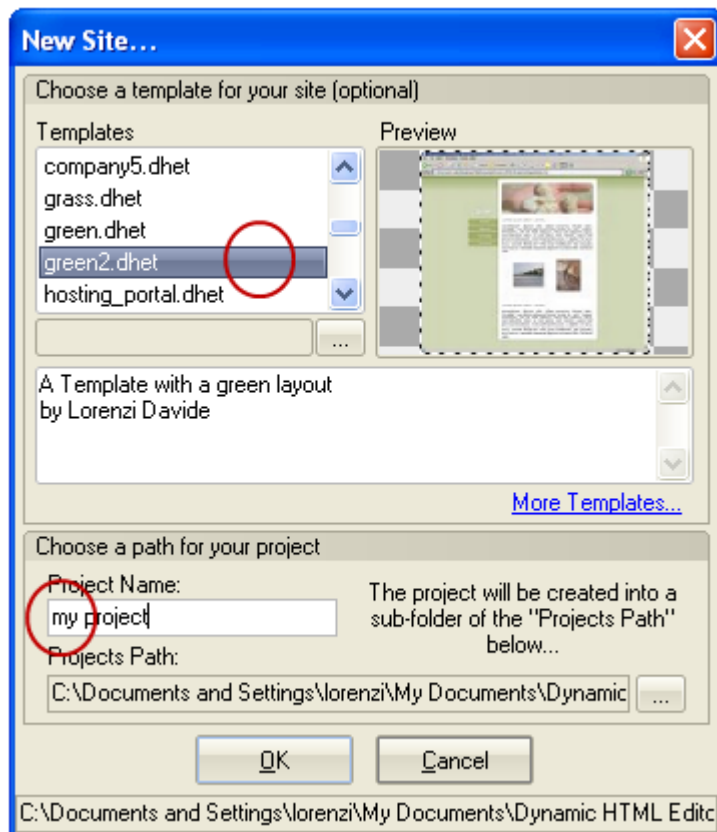 New Site...
Choose a template for your site (optional)
Templates
Preview
company5.dhet
grass.dhet
green.dhet
green2.dhet
hosting_portal.dhet
...
A Template with a green layout
by Lorenzi Davide
More Templates...
Choose a path for your project
Project Name:
my project
The project will be created into a
sub-folder of the "Projects Path"
below...
Projects Path:
C:\Documents and Settings\lorenzi\My Documents\Dynamic
...
OK
Cancel
C:\Documents and Settings\lorenzi\My Documents\Dynamic HTML Editc